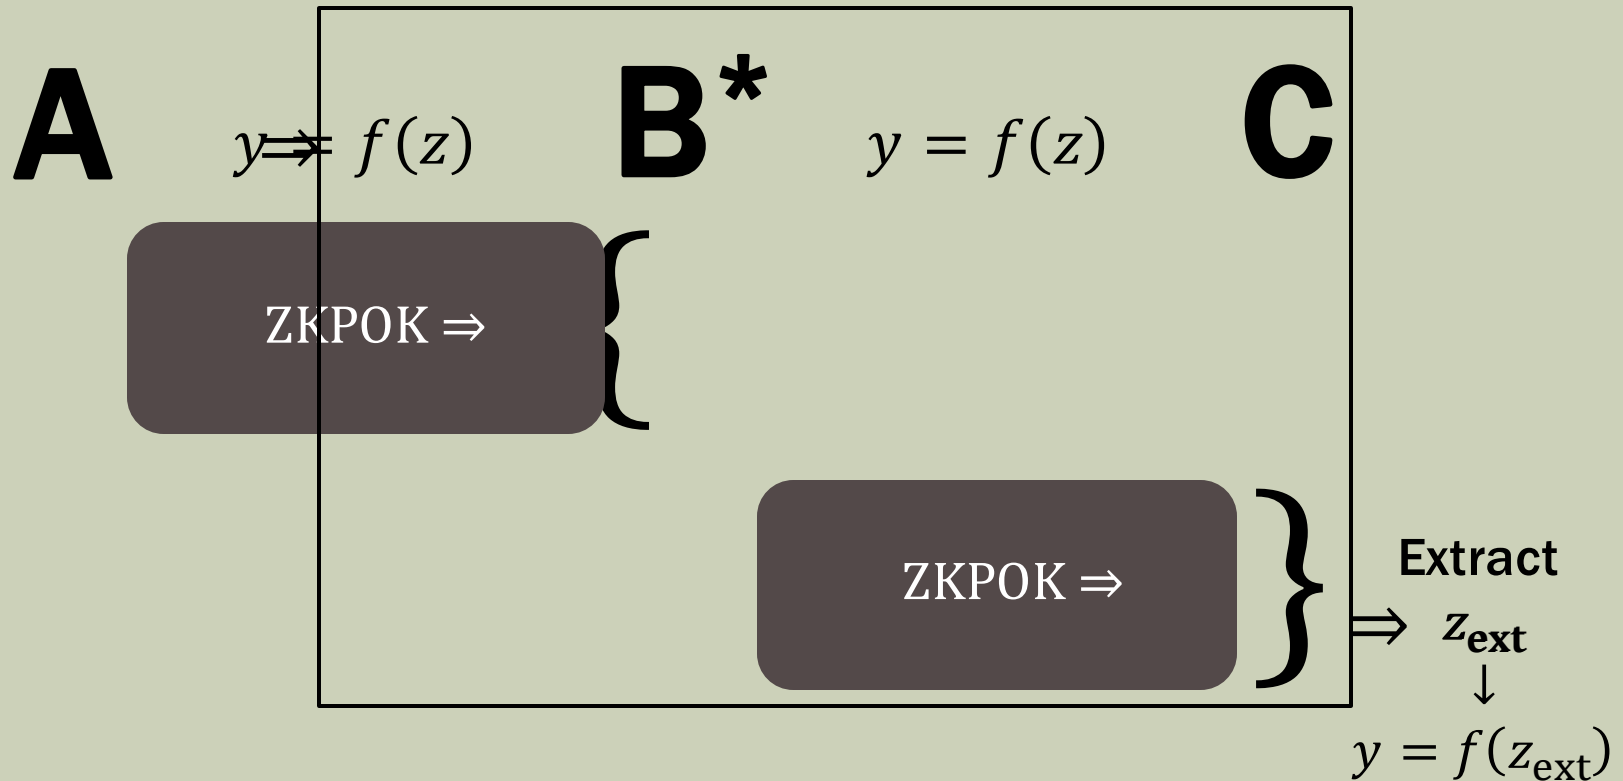 A y ⇒= f(z) B* y = f(z) C
ZKPOK ⇒ {
ZKPOK ⇒ }
Extract
⇒ z_ext
↓
y = f(z_ext)